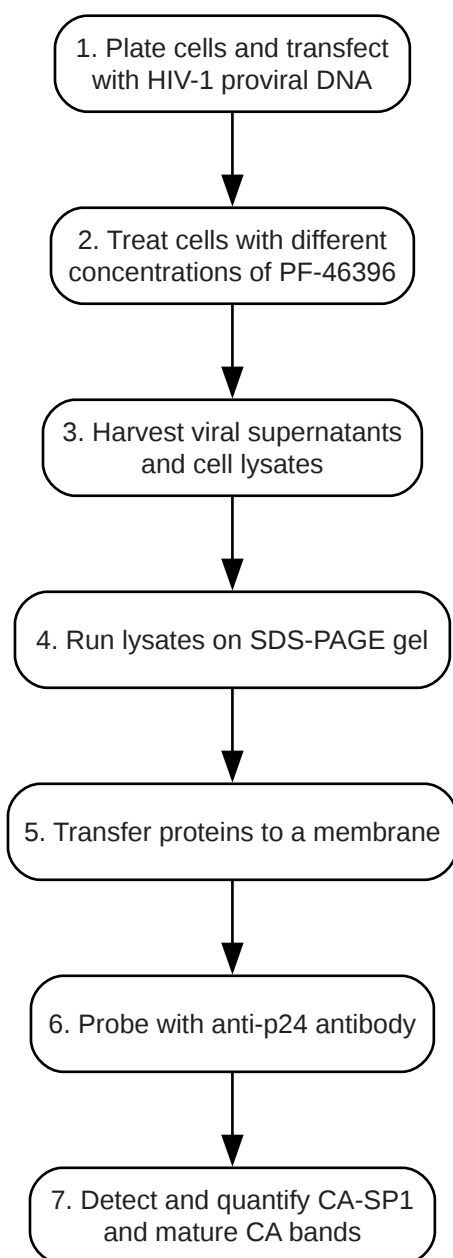 1. Plate cells and transfect
with HIV-1 proviral DNA
2. Treat cells with different
concentrations of PF-46396
3. Harvest viral supernatants
and cell lysates
4. Run lysates on SDS-PAGE gel
5. Transfer proteins to a membrane
6. Probe with anti-p24 antibody
7. Detect and quantify CA-SP1
and mature CA bands